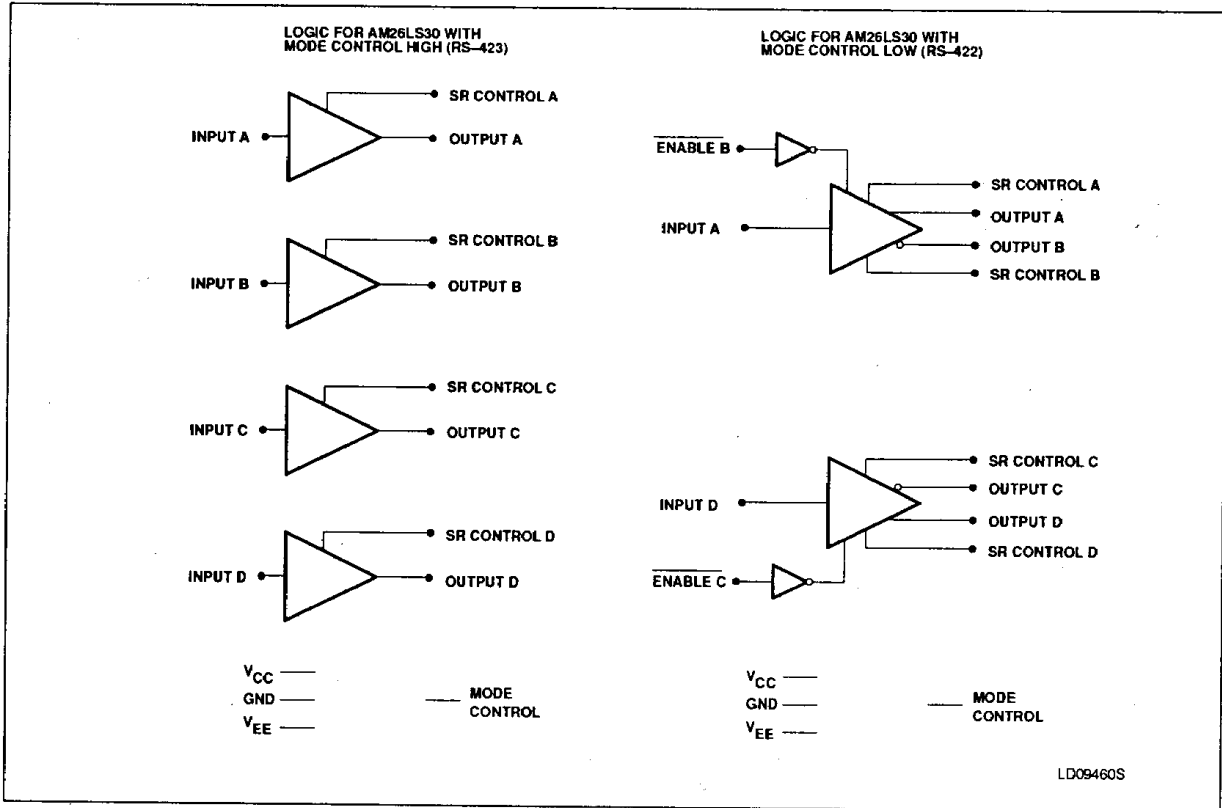 LOGIC FOR AM26LS30 WITH
MODE CONTROL HIGH (RS–423)
SR CONTROL A
INPUT A
OUTPUT A
SR CONTROL B
INPUT B
OUTPUT B
SR CONTROL C
INPUT C
OUTPUT C
SR CONTROL D
INPUT D
OUTPUT D
VCC
GND
VEE
MODE
CONTROL
LOGIC FOR AM26LS30 WITH
MODE CONTROL LOW (RS–422)
ENABLE B
SR CONTROL A
OUTPUT A
INPUT A
OUTPUT B
SR CONTROL B
SR CONTROL C
OUTPUT C
INPUT D
OUTPUT D
SR CONTROL D
ENABLE C
VCC
GND
VEE
MODE
CONTROL
LD09460S